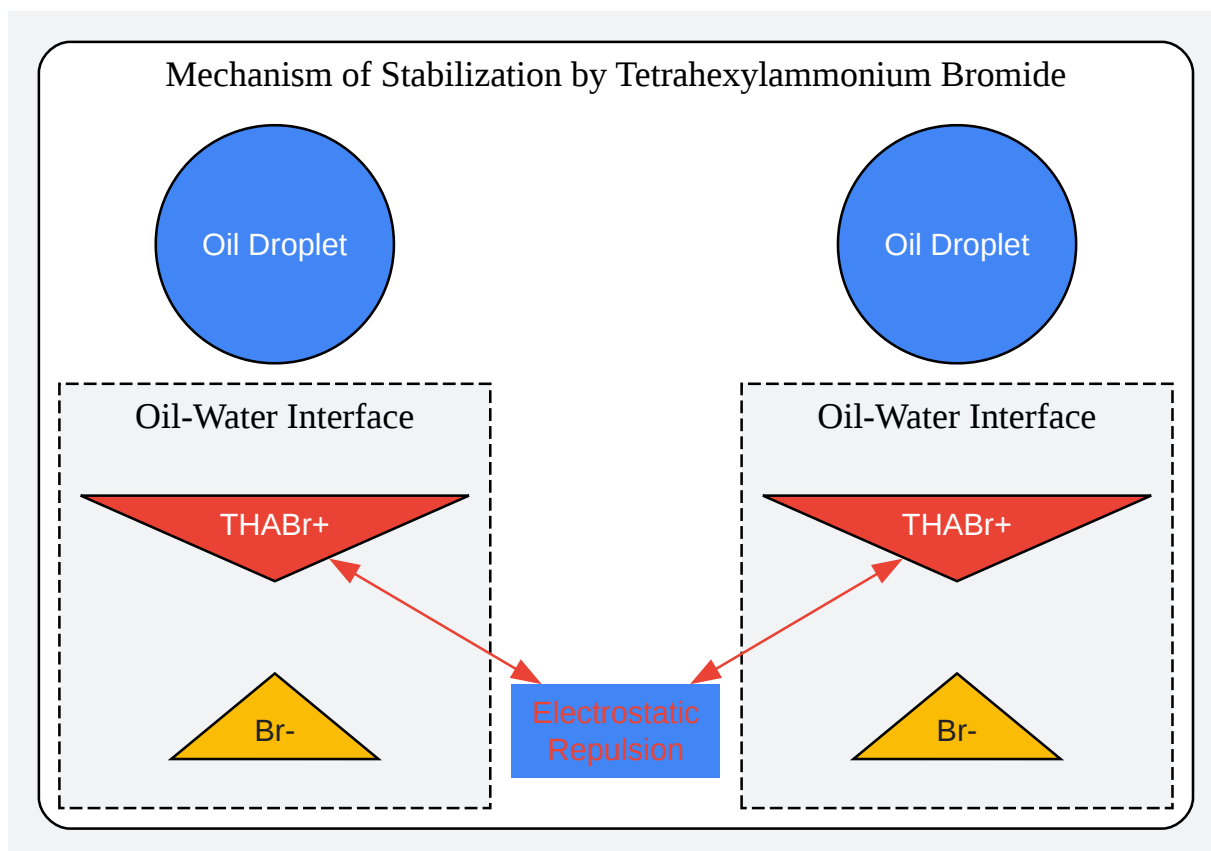 Mechanism of Stabilization by Tetrahexylammonium Bromide
Oil Droplet
Oil Droplet
Oil-Water Interface
Oil-Water Interface
THABr+
THABr+
Electrostatic
Repulsion
Br-
Br-